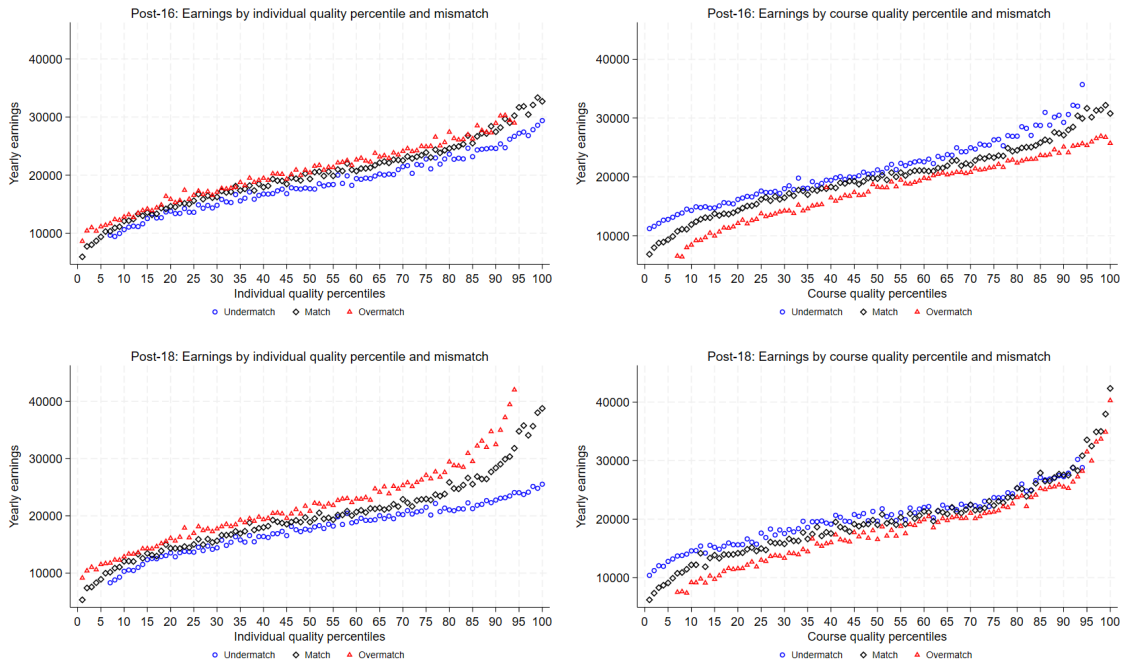 Post-16: Earnings by individual quality percentile and mismatch
40000
30000
20000
10000
Yearly earnings
0 5 10 15 20 25 30 35 40 45 50 55 60 65 70 75 80 85 90 95 100
Individual quality percentiles
Undermatch Match Overmatch
Post-16: Earnings by course quality percentile and mismatch
40000
30000
20000
10000
Yearly earnings
0 5 10 15 20 25 30 35 40 45 50 55 60 65 70 75 80 85 90 95 100
Course quality percentiles
Undermatch Match Overmatch
Post-18: Earnings by individual quality percentile and mismatch
40000
30000
20000
10000
Yearly earnings
0 5 10 15 20 25 30 35 40 45 50 55 60 65 70 75 80 85 90 95 100
Individual quality percentiles
Undermatch Match Overmatch
Post-18: Earnings by course quality percentile and mismatch
40000
30000
20000
10000
Yearly earnings
0 5 10 15 20 25 30 35 40 45 50 55 60 65 70 75 80 85 90 95 100
Course quality percentiles
Undermatch Match Overmatch